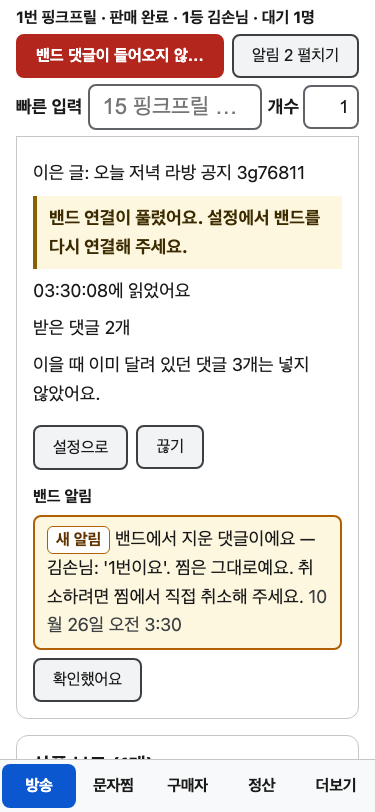 1번 핑크프릴 · 판매 완료 · 1등 김손님 · 대기 1명
밴드 댓글이 들어오지 않...
알림 2 펼치기
빠른 입력
15 핑크프릴 ...
개수
1
이은 글: 오늘 저녁 라방 공지 3g76811
밴드 연결이 풀렸어요. 설정에서 밴드를
다시 연결해 주세요.
03:30:08에 읽었어요
받은 댓글 2개
이을 때 이미 달려 있던 댓글 3개는 넣지
않았어요.
설정으로
끊기
밴드 알림
새 알림 밴드에서 지운 댓글이에요 —
김손님: '1번이요'. 찜은 그대로예요. 취
소하려면 찜에서 직접 취소해 주세요. 10
월 26일 오전 3:30
확인했어요
방송
문자찜
구매자
정산
더보기